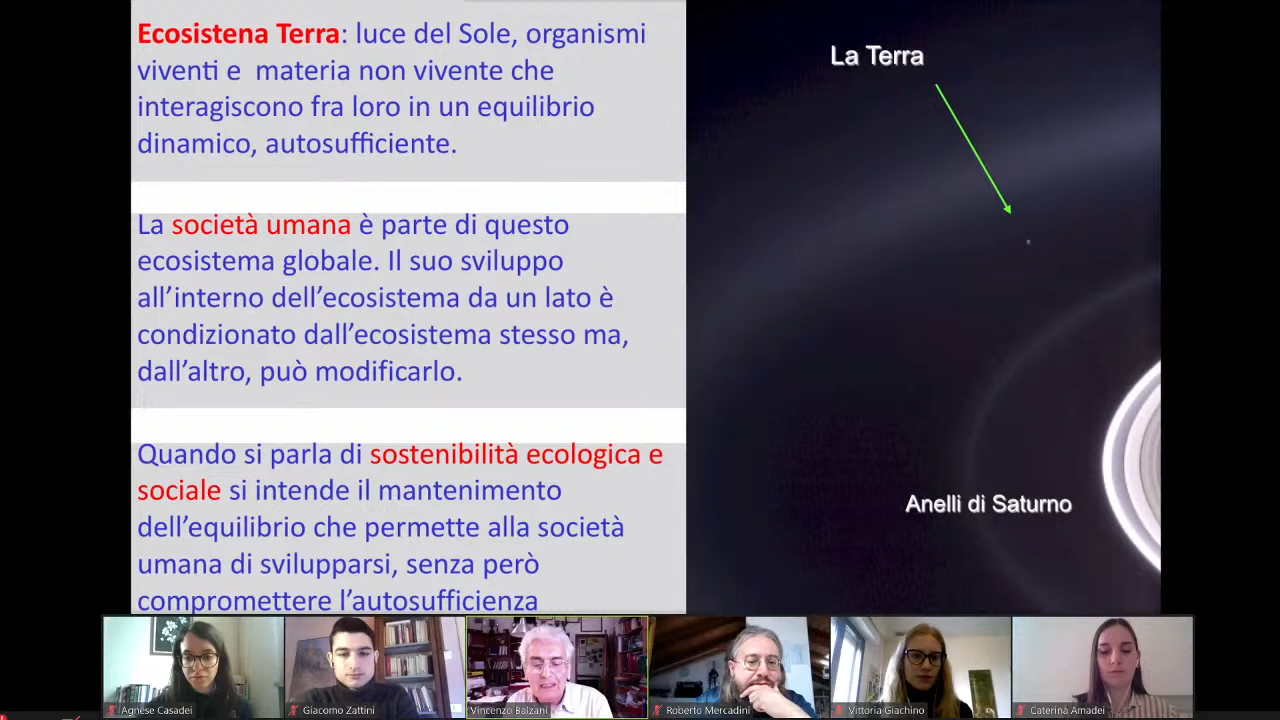 Ecosistena Terra: luce del Sole, organismi
viventi e materia non vivente che
interagiscono fra loro in un equilibrio
dinamico, autosufficiente.
La società umana è parte di questo
ecosistema globale. Il suo sviluppo
all'interno dell'ecosistema da un lato è
condizionato dall'ecosistema stesso ma,
dall'altro, può modificarlo.
Quando si parla di sostenibilità ecologica e
sociale si intende il mantenimento
dell'equilibrio che permette alla società
umana di svilupparsi, senza però
compromettere l'autosufficienza
La Terra
Anelli di Saturno
Agnese Casadei
Giacomo Zattini
Vincenzo Balzani
Roberto Mercadini
Vittoria Giachino
Caterina Amadei